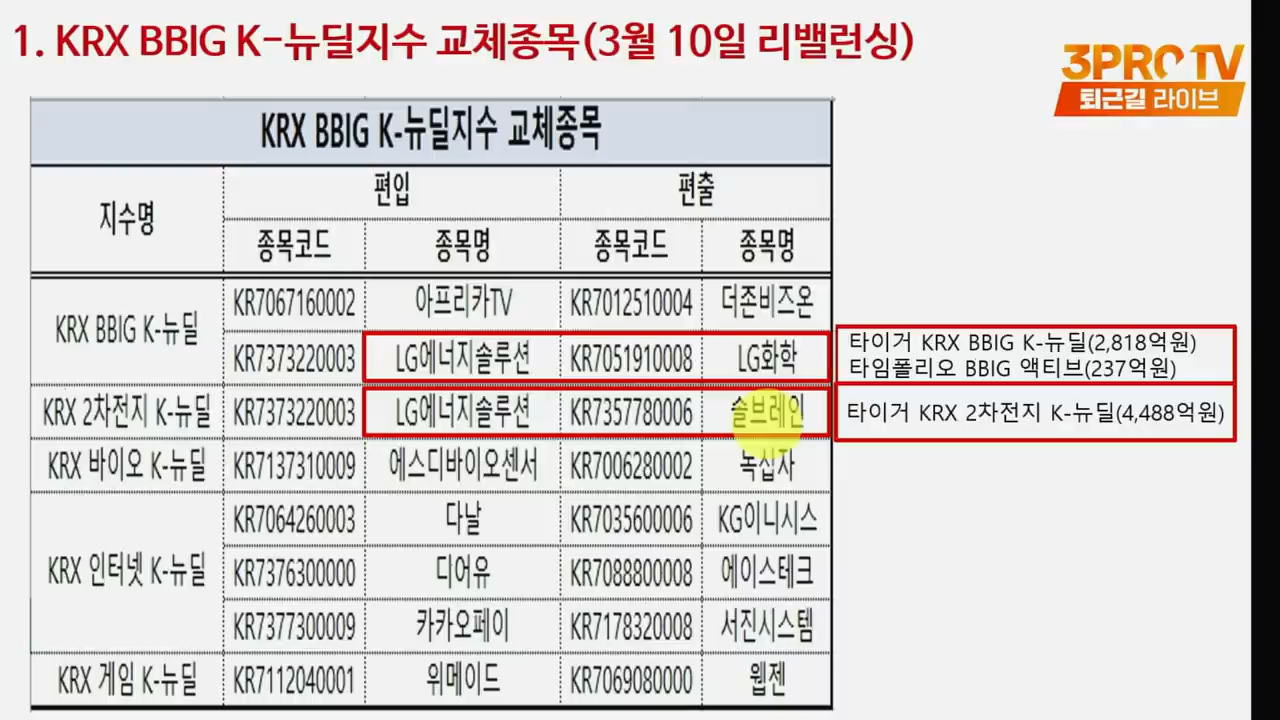 1. KRX BBIG K-뉴딜지수 교체종목(3월 10일 리밸런싱)
3PRO TV
퇴근길 라이브
KRX BBIG K-뉴딜지수 교체종목
지수명 편입 편출
종목코드 종목명 종목코드 종목명
KRX BBIG K-뉴딜 KR7067160002 아프리카TV KR7012510004 더존비즈온
KR7373220003 LG에너지솔루션 KR7051910008 LG화학
타이거 KRX BBIG K-뉴딜(2,818억원)
타임폴리오 BBIG 액티브(237억원)
KRX 2차전지 K-뉴딜 KR7373220003 LG에너지솔루션 KR7357780006 솔브레인
타이거 KRX 2차전지 K-뉴딜(4,488억원)
KRX 바이오 K-뉴딜 KR7137310009 에스디바이오센서 KR7006280002 녹십자
KRX 인터넷 K-뉴딜 KR7064260003 다날 KR7035600006 KG이니시스
KR7376300000 디어유 KR7088800008 에이스테크
KR7377300009 카카오페이 KR7178320008 서진시스템
KRX 게임 K-뉴딜 KR7112040001 위메이드 KR7069080000 웹젠